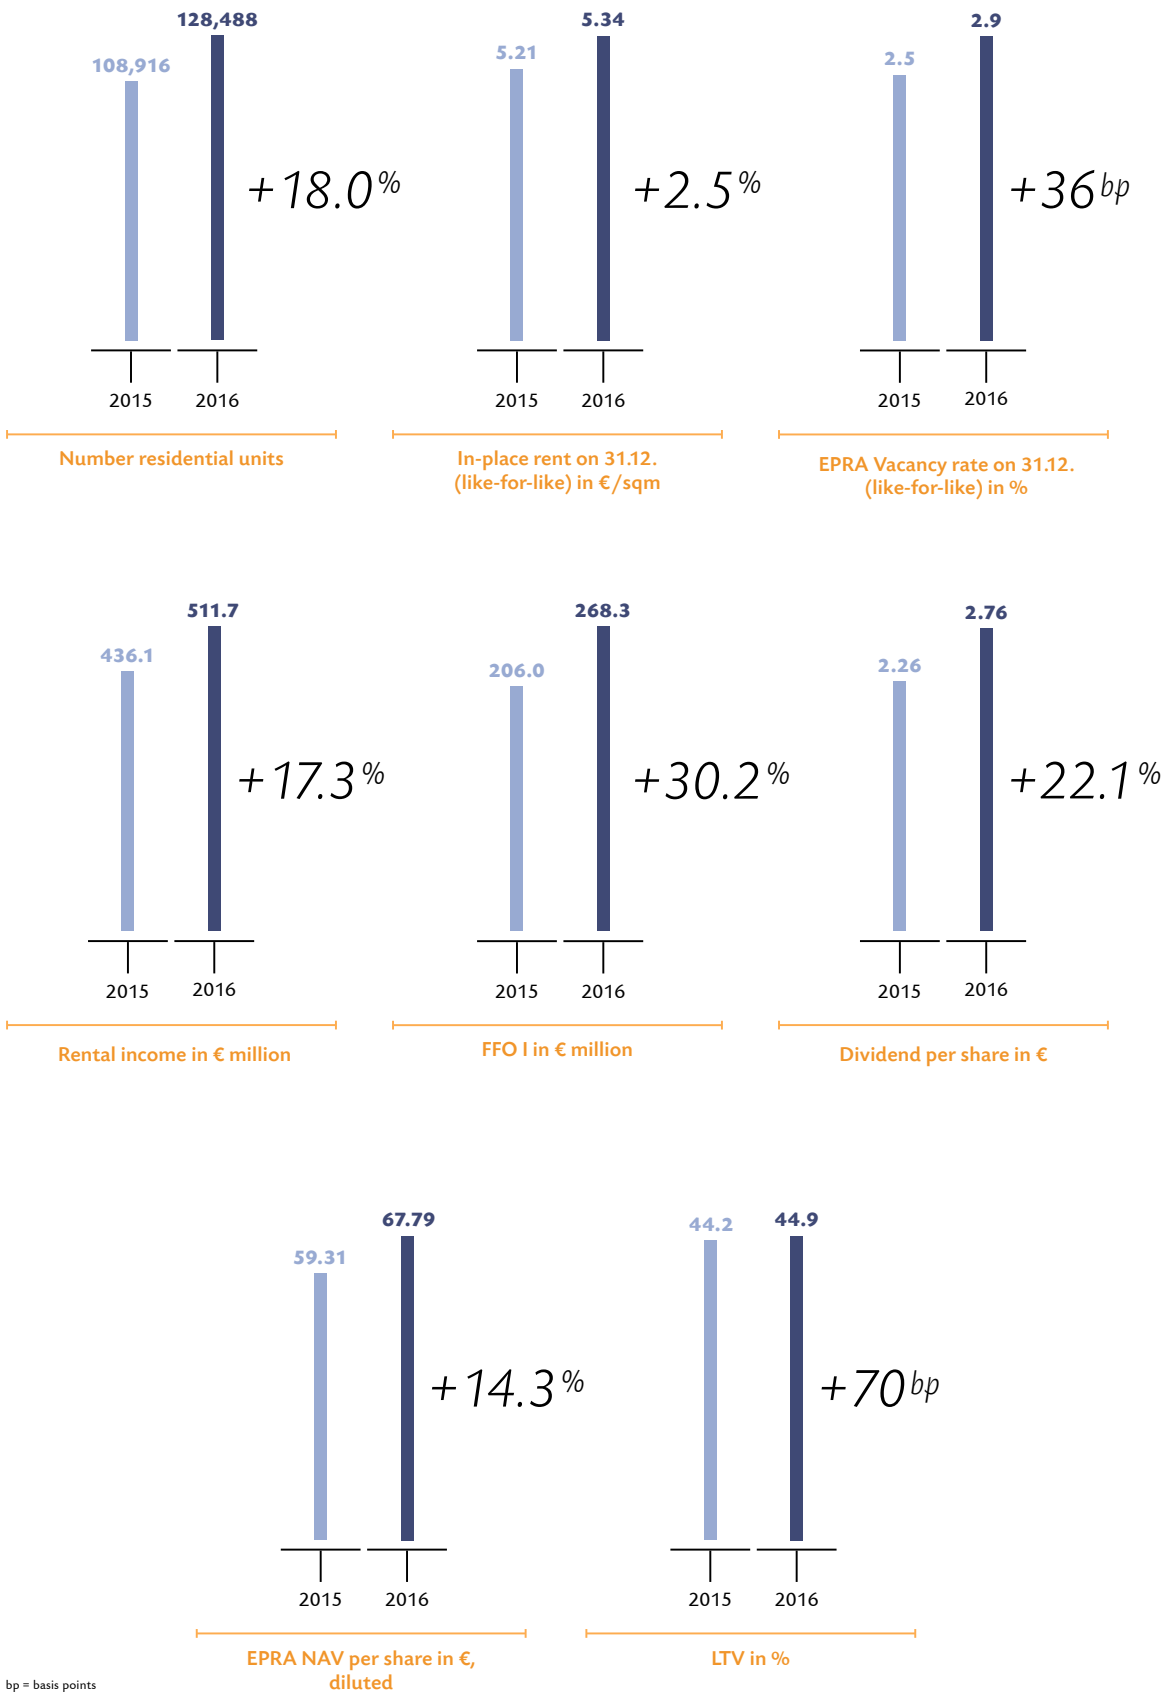 128,488
108,916
+18.0 %
2015 2016
Number residential units
5.34
5.21
+2.5 %
2015 2016
In-place rent on 31.12.
(like-for-like) in €/sqm
2.9
2.5
+36 bp
2015 2016
EPRA Vacancy rate on 31.12.
(like-for-like) in %
511.7
436.1
+17.3 %
2015 2016
Rental income in € million
268.3
206.0
+30.2 %
2015 2016
FFO I in € million
2.76
2.26
+22.1 %
2015 2016
Dividend per share in €
67.79
59.31
+14.3 %
2015 2016
EPRA NAV per share in €,
diluted
44.2 44.9
+70 bp
2015 2016
LTV in %
bp = basis points